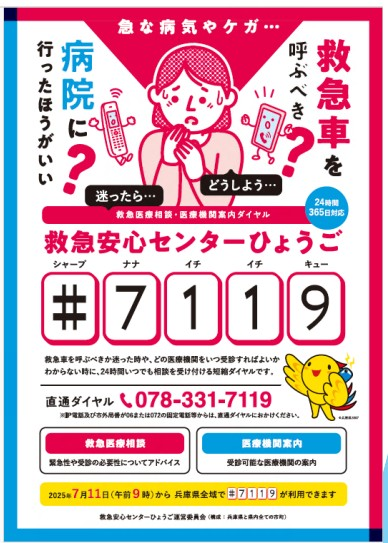 急な病気やケガ…
救急車を
呼ぶべき?
病院に
行ったほうがいい?
どうしよう…
迷ったら…
救急医療相談・医療機関案内ダイヤル
24時間
365日対応
救急安心センターひょうご
シャープ ナナ イチ イチ キュー
#7119
救急車を呼ぶべきか迷った時や、どの医療機関をいつ受診すればよいか
わからない時に、24時間いつでも相談を受け付ける短縮ダイヤルです。
直通ダイヤル 078-331-7119
電話及び市外局番が06または072の固定電話等からは、直通ダイヤルにおかけください。
救急医療相談
緊急性や受診の必要性についてアドバイス
医療機関案内
受診可能な医療機関の案内
2025年7月11日(午前9時)から 兵庫県全域で #7119 が利用できます
救急安心センターひょうご運営委員会(構成:兵庫県と県内全ての市町)